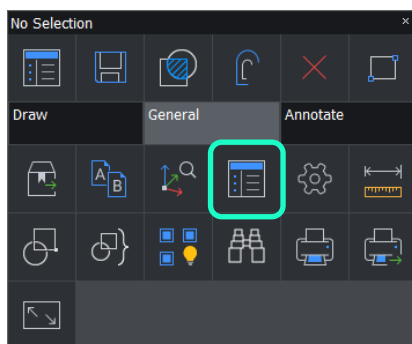 No Selection
×
Draw
General
Annotate
A
B